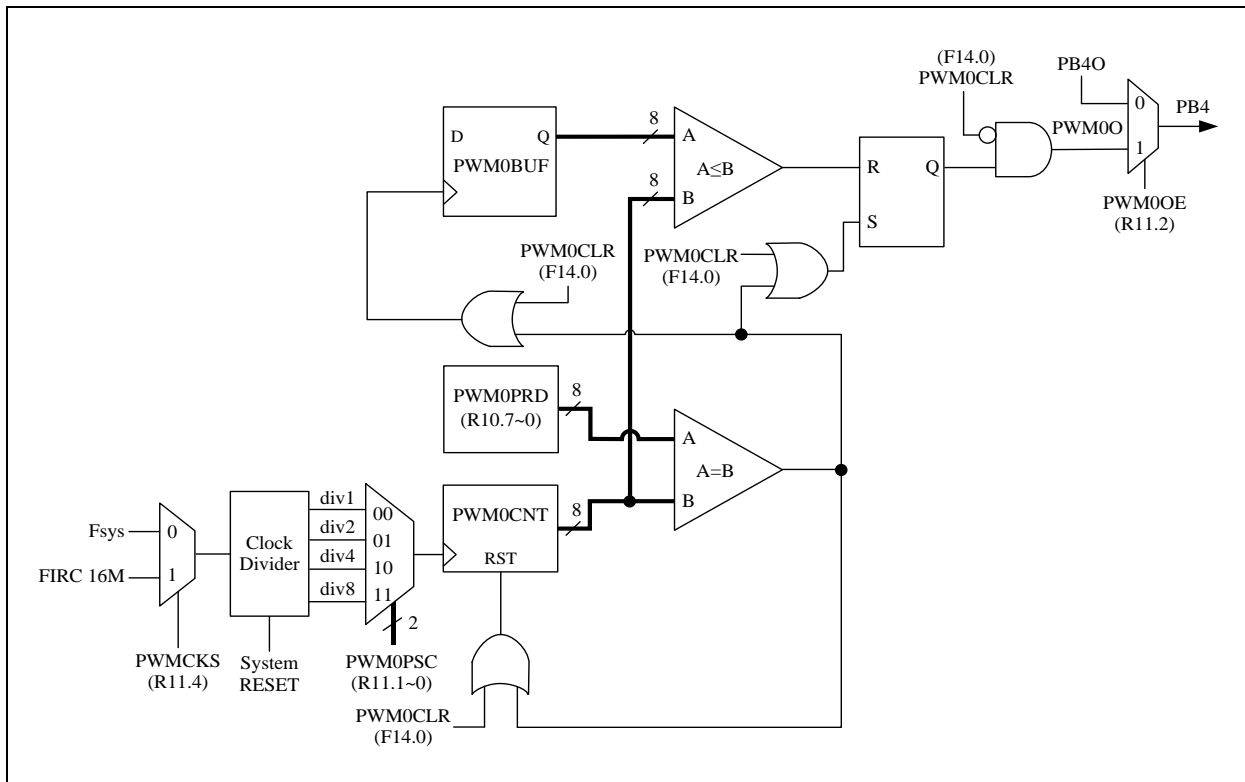 (F14.0)
PWM0CLR
PB4O
0
PB4
PWM0O
1
PWM0OE
(R11.2)
D
Q
PWM0BUF
8
A
A≤B
8
B
R
Q
S
PWM0CLR
(F14.0)
PWM0CLR
(F14.0)
PWM0PRD
(R10.7~0)
8
A
A=B
B
PWM0CNT
8
RST
Fsys
0
FIRC 16M
1
Clock
Divider
div1
div2
div4
div8
00
01
10
11
2
PWMCKS
(R11.4)
System
RESET
PWM0PSC
(R11.1~0)
PWM0CLR
(F14.0)